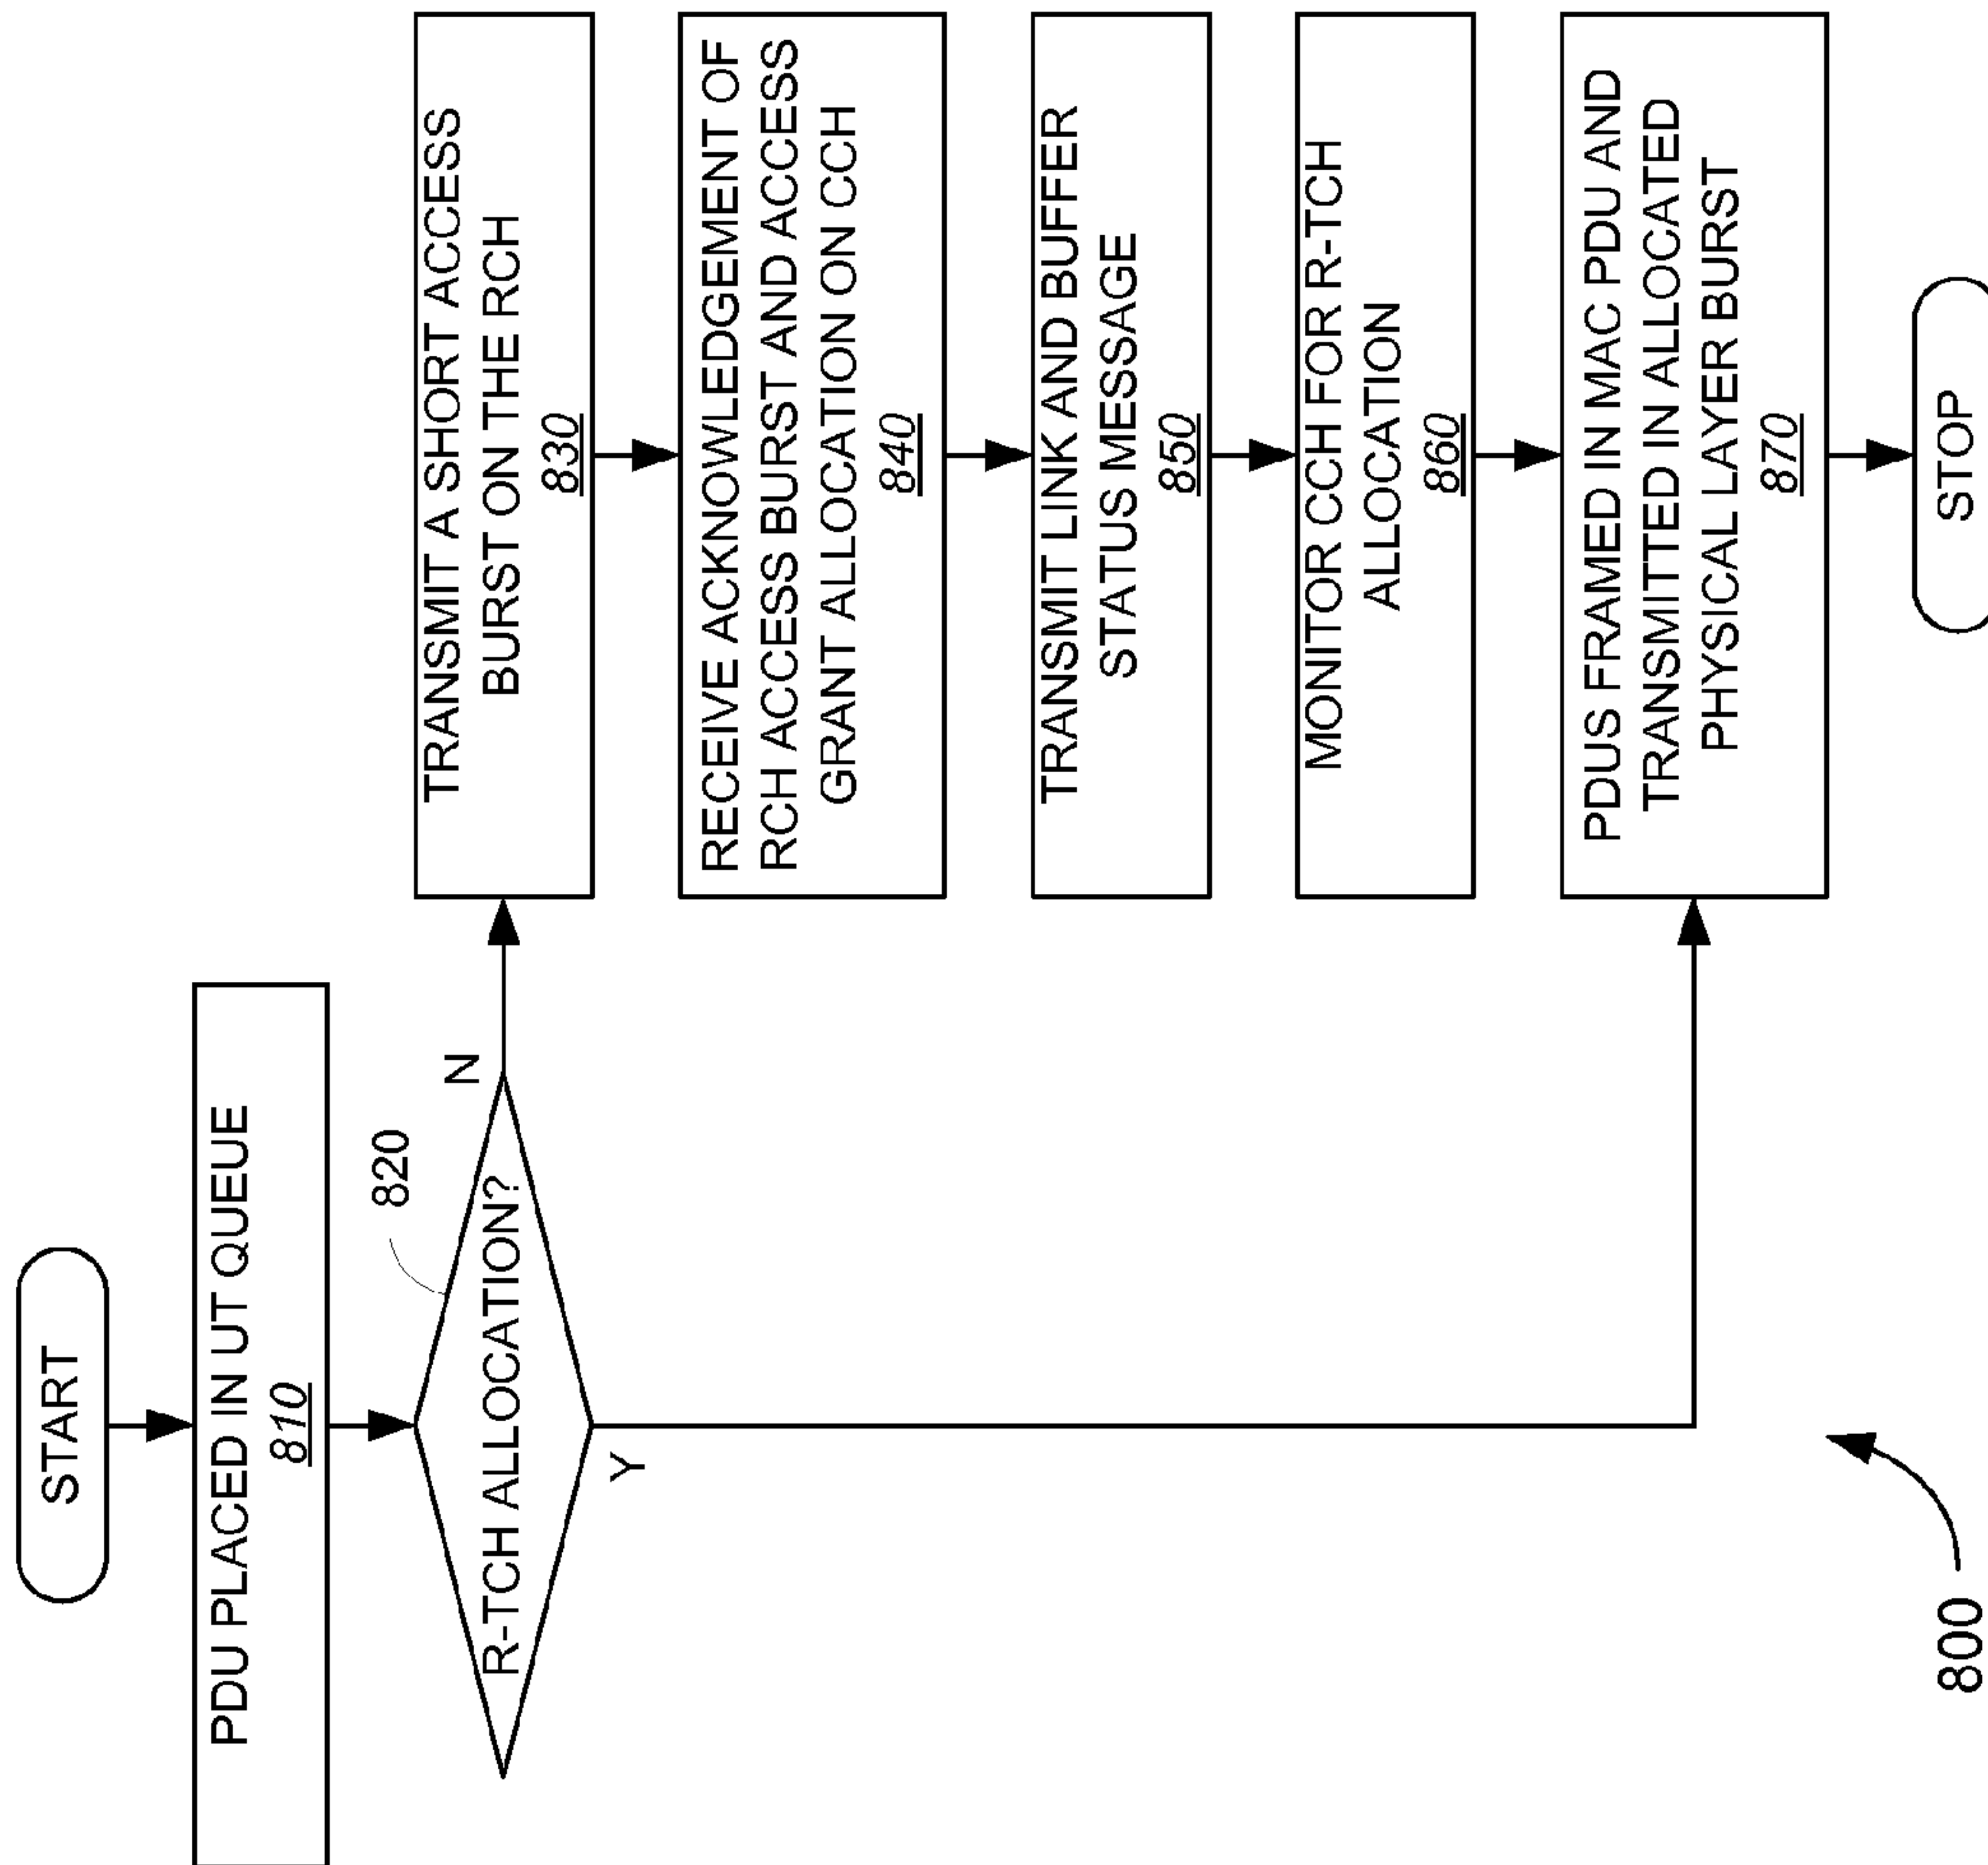 START
PDU PLACED IN UT QUEUE
810
820
R-TCH ALLOCATION?
N
Y
TRANSMIT A SHORT ACCESS
BURST ON THE RCH
830
RECEIVE ACKNOWLEDGEMENT OF
RCH ACCESS BURST AND ACCESS
GRANT ALLOCATION ON CCH
840
TRANSMIT LINK AND BUFFER
STATUS MESSAGE
850
MONITOR CCH FOR R-TCH
ALLOCATION
860
PDUS FRAMED IN MAC PDU AND
TRANSMITTED IN ALLOCATED
PHYSICAL LAYER BURST
870
STOP
800